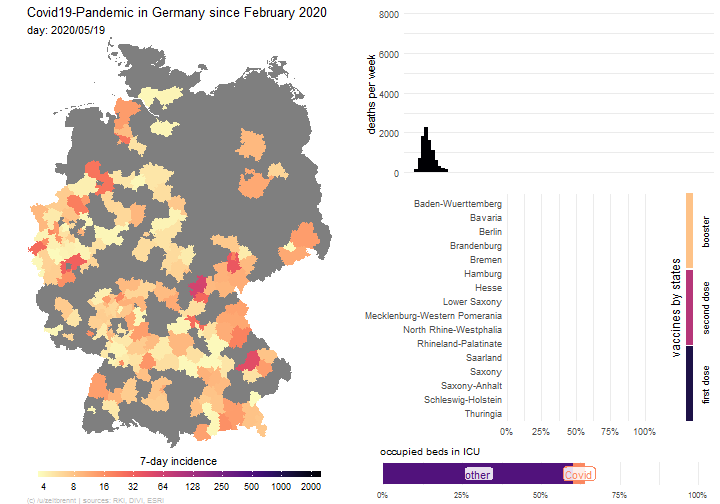 Covid19-Pandemic in Germany since February 2020
day: 2020/05/19
7-day incidence
4 8 16 32 64 132 264 500 1000 2000
(c) /u/zeitbremt | sources: RKI, DIVI, ESRI
deaths per week
8000
6000
4000
2000
0
Baden-Wuerttemberg
Bavaria
Berlin
Brandenburg
Bremen
Hamburg
Hesse
Lower Saxony
Mecklenburg-Western Pomerania
North Rhine-Westphalia
Rhineland-Palatinate
Saarland
Saxony
Saxony-Anhalt
Schleswig-Holstein
Thuringia
0% 25% 50% 75% 100%
vaccines by states
booster
second dose
first dose
occupied beds in ICU
other Covid
0% 25% 50% 75% 100%